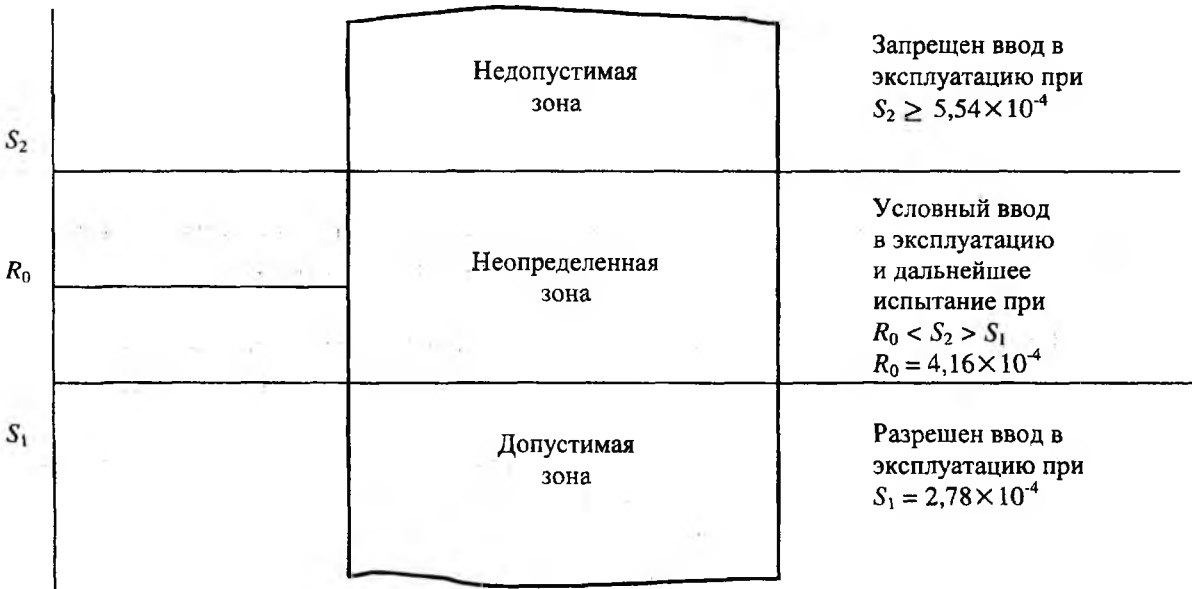 Недопустимая
зона
Запрещен ввод в
эксплуатацию при
S₂ ≥ 5,54×10⁻⁴
S₂
Условный ввод
в эксплуатацию
и дальнейшее
испытание при
R₀ < S₂ > S₁
R₀ = 4,16×10⁻⁴
R₀
Неопределенная
зона
S₁
Допустимая
зона
Разрешен ввод в
эксплуатацию при
S₁ = 2,78×10⁻⁴